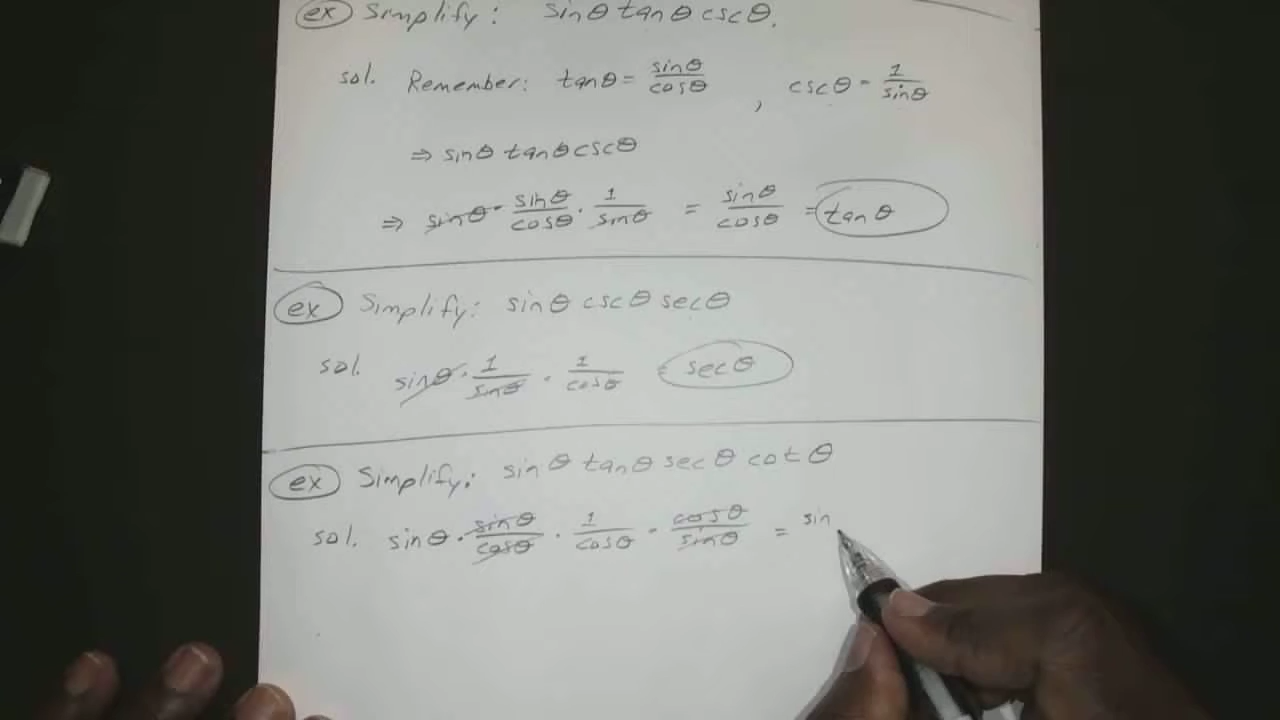 ex Simplify: sinθ tanθ cscθ.
sol. Remember: tanθ = sinθ/cosθ , cscθ = 1/sinθ
⇒ sinθ tanθ cscθ
⇒ sinθ · sinθ/cosθ · 1/sinθ = sinθ/cosθ = tanθ
ex Simplify: sinθ cscθ secθ
sol. sinθ · 1/sinθ · 1/cosθ = secθ
ex Simplify: sinθ tanθ secθ cotθ
sol. sinθ · sinθ/cosθ · 1/cosθ · cosθ/sinθ = sin